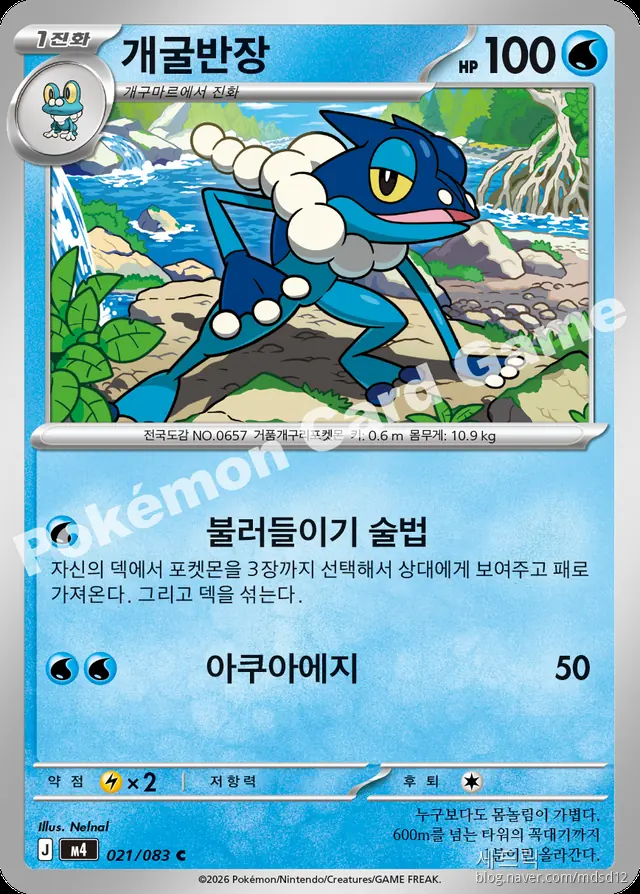 1진화
개굴반장
HP 100
개구마르에서 진화
전국도감 NO.0657 거품개구리포켓몬 키: 0.6 m 몸무게: 10.9 kg
Pokémon Card Game
불러들이기 술법
자신의 덱에서 포켓몬을 3장까지 선택해서 상대에게 보여주고 패로
가져온다. 그리고 덱을 섞는다.
아쿠아에지 50
약점 ×2 저항력 후퇴
Illus. Nelnal
누구보다도 몸놀림이 가볍다.
600m를 넘는 타워의 꼭대기까지
1분이면 올라간다.
J m4 021/083 C
©2026 Pokémon/Nintendo/Creatures/GAME FREAK.
blog.naver.com/mdsd12